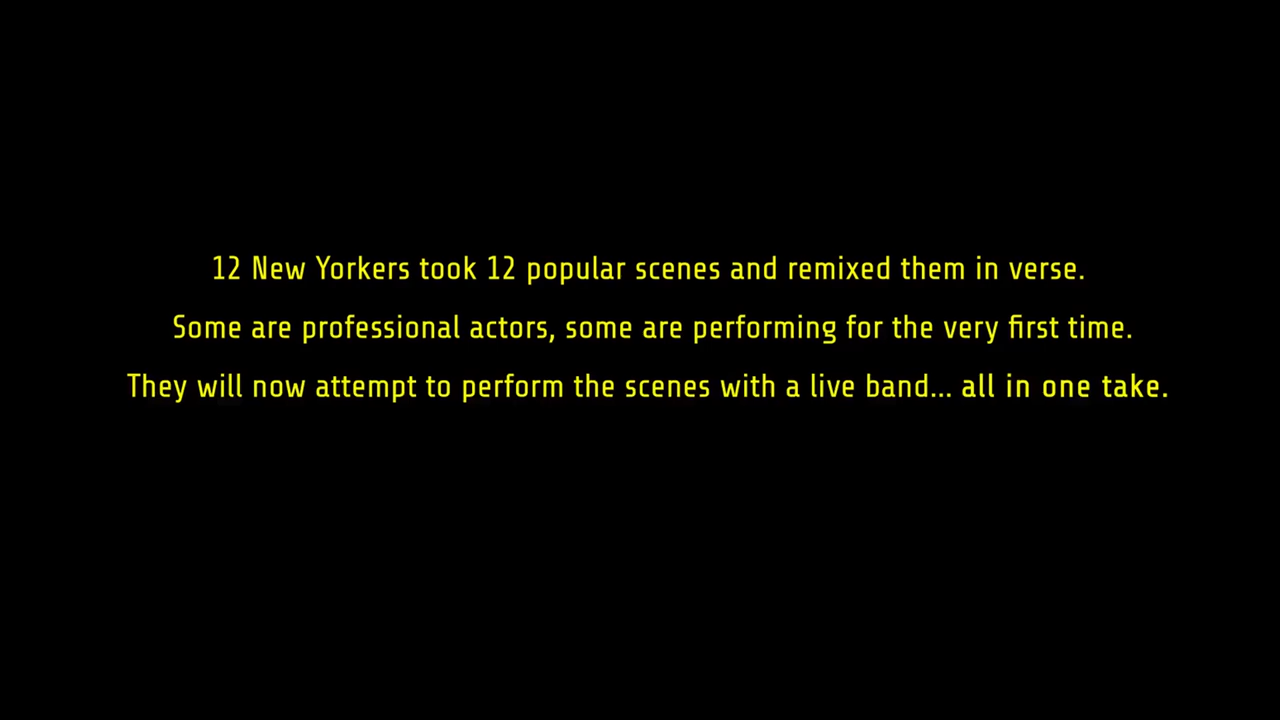 12 New Yorkers took 12 popular scenes and remixed them in verse.
Some are professional actors, some are performing for the very first time.
They will now attempt to perform the scenes with a live band... all in one take.